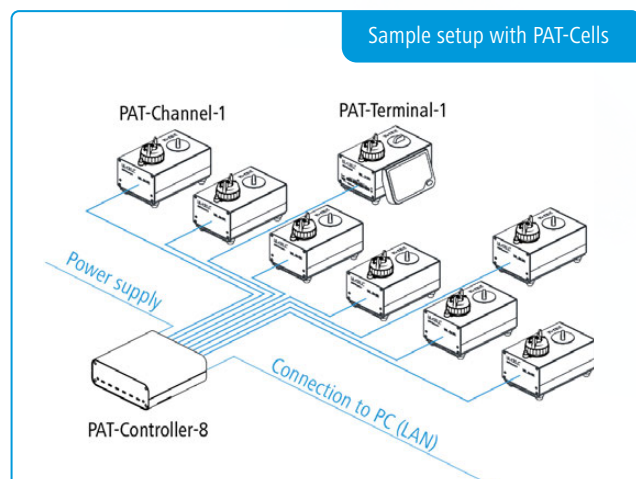 Sample setup with PAT-Cells
PAT-Channel-1
PAT-Terminal-1
Power supply
Connection to PC (LAN)
PAT-Controller-8